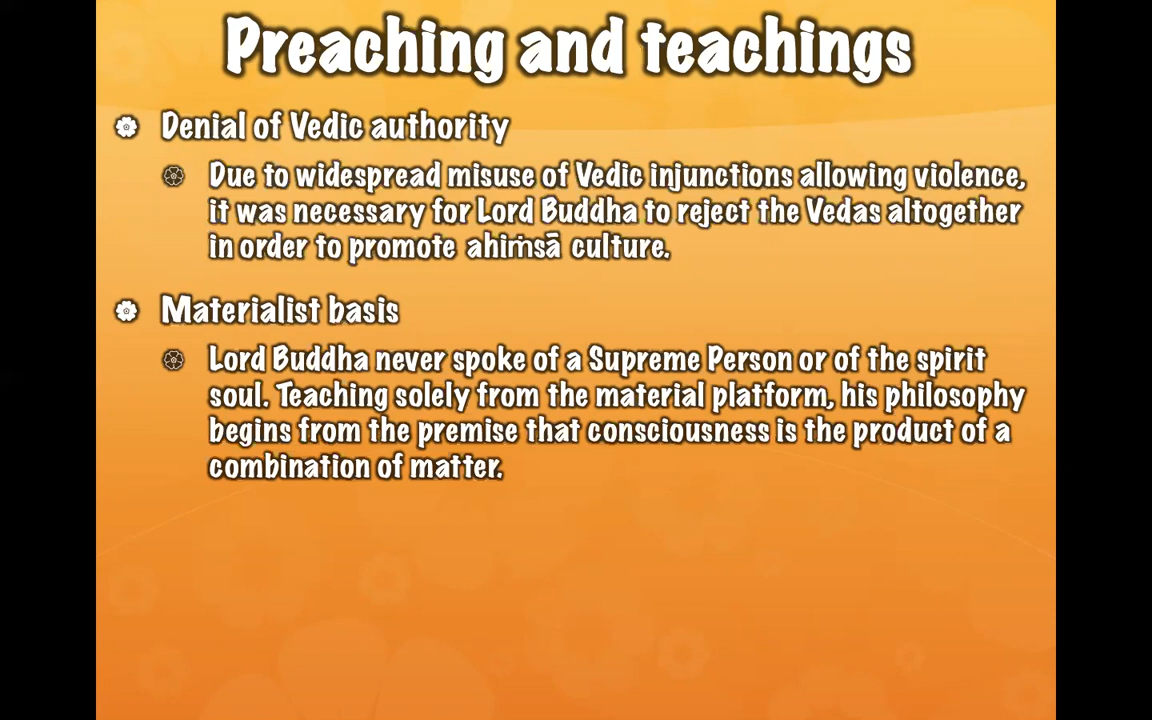 Preaching and teachings
Denial of Vedic authority
Due to widespread misuse of Vedic injunctions allowing violence,
it was necessary for Lord Buddha to reject the Vedas altogether
in order to promote ahiṁsā culture.
Materialist basis
Lord Buddha never spoke of a Supreme Person or of the spirit
soul. Teaching solely from the material platform, his philosophy
begins from the premise that consciousness is the product of a
combination of matter.